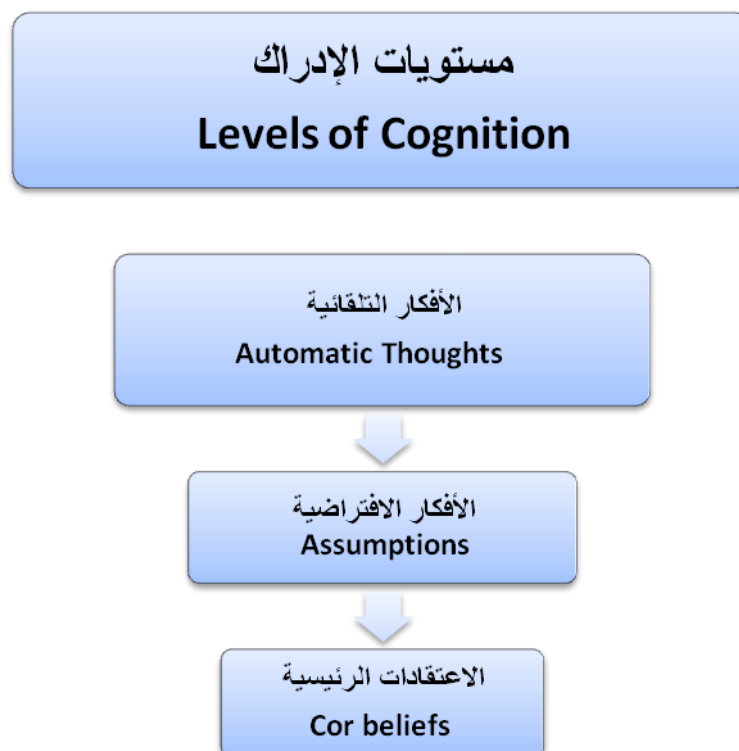 مستويات الإدراك
Levels of Cognition
الأفكار التلقائية
Automatic Thoughts
الأفكار الافتراضية
Assumptions
الاعتقادات الرئيسية
Cor beliefs